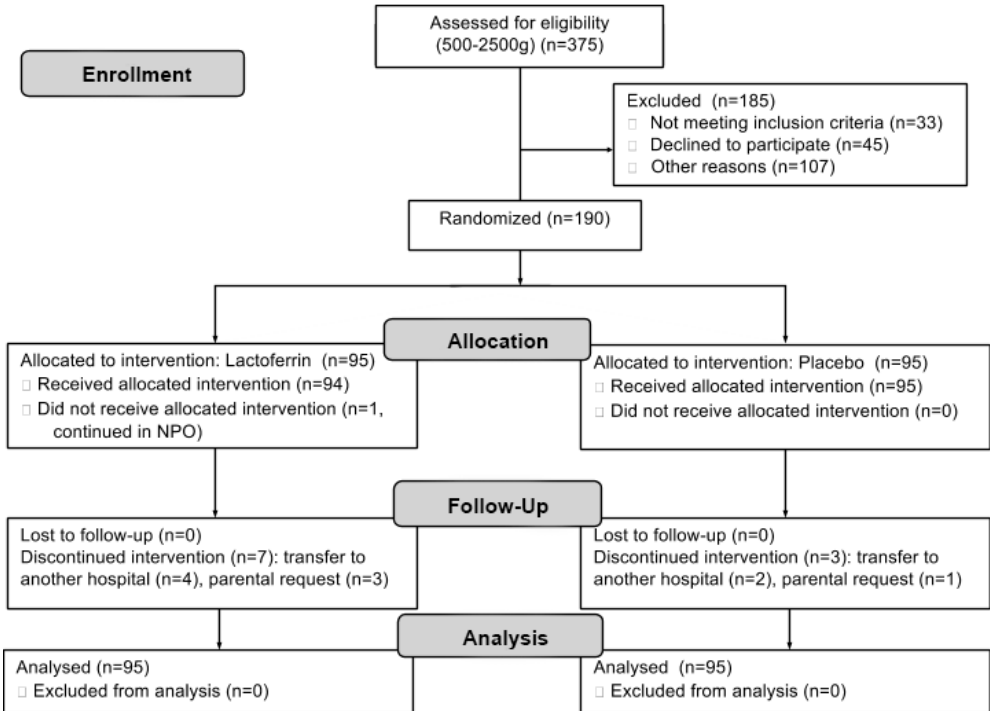 Assessed for eligibility
(500-2500g) (n=375)
Enrollment
Excluded (n=185)
Not meeting inclusion criteria (n=33)
Declined to participate (n=45)
Other reasons (n=107)
Randomized (n=190)
Allocation
Allocated to intervention: Lactoferrin (n=95)
Received allocated intervention (n=94)
Did not receive allocated intervention (n=1,
continued in NPO)
Allocated to intervention: Placebo (n=95)
Received allocated intervention (n=95)
Did not receive allocated intervention (n=0)
Follow-Up
Lost to follow-up (n=0)
Discontinued intervention (n=7): transfer to
another hospital (n=4), parental request (n=3)
Lost to follow-up (n=0)
Discontinued intervention (n=3): transfer to
another hospital (n=2), parental request (n=1)
Analysis
Analysed (n=95)
Excluded from analysis (n=0)
Analysed (n=95)
Excluded from analysis (n=0)